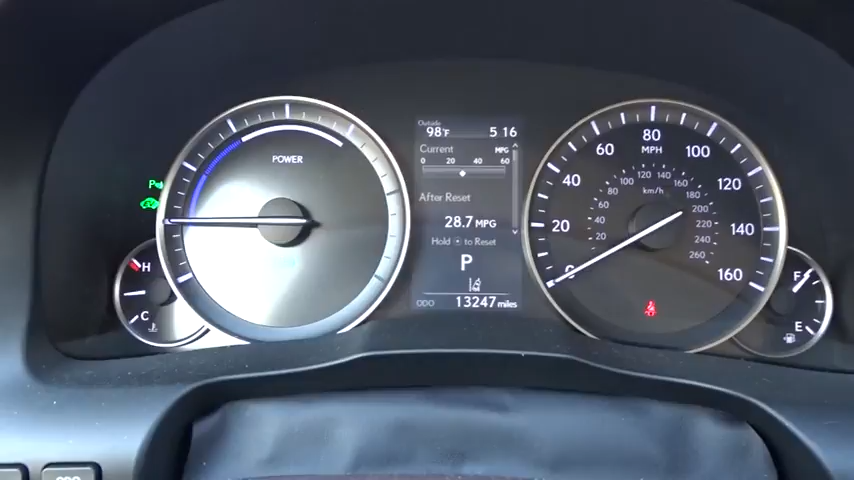 POWER
H
C
Outside
98°F 5 16
Current MPG
0 20 40 60
After Reset
28.7 MPG
Hold to Reset
P
ODO 13247 miles
0 20 40 60 80 100 120 140 160
MPH
20 40 60 80 100 120 140 160 180 200 220 240 260
km/h
F
E